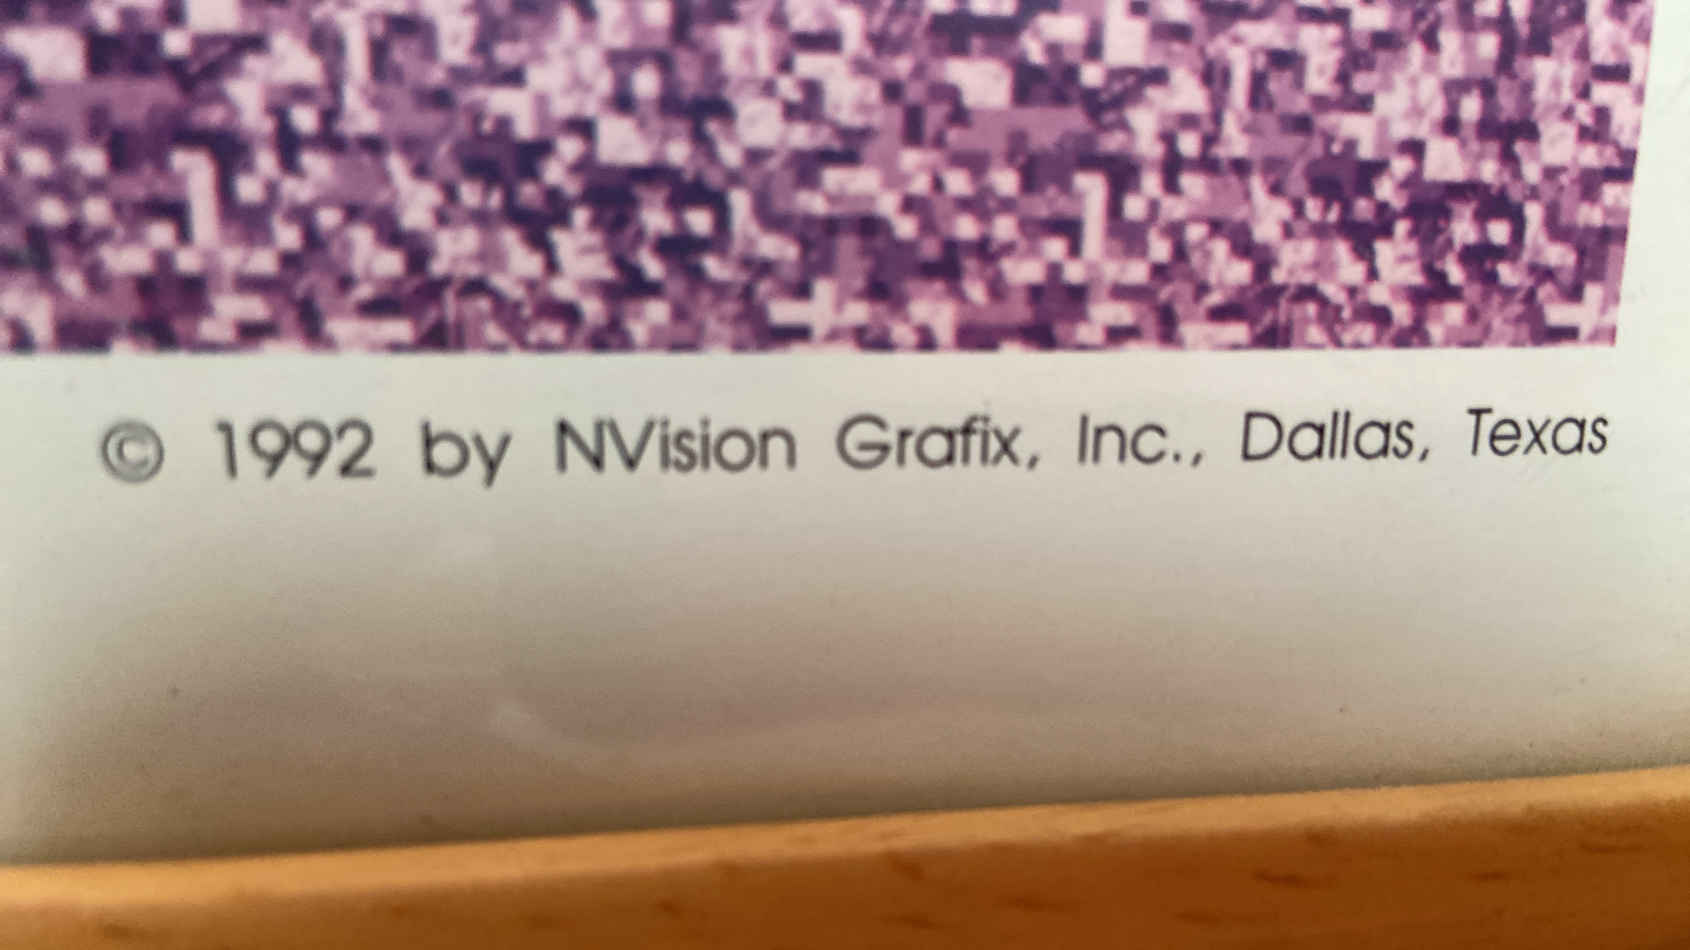 © 1992 by NVision Grafix, Inc., Dallas, Texas